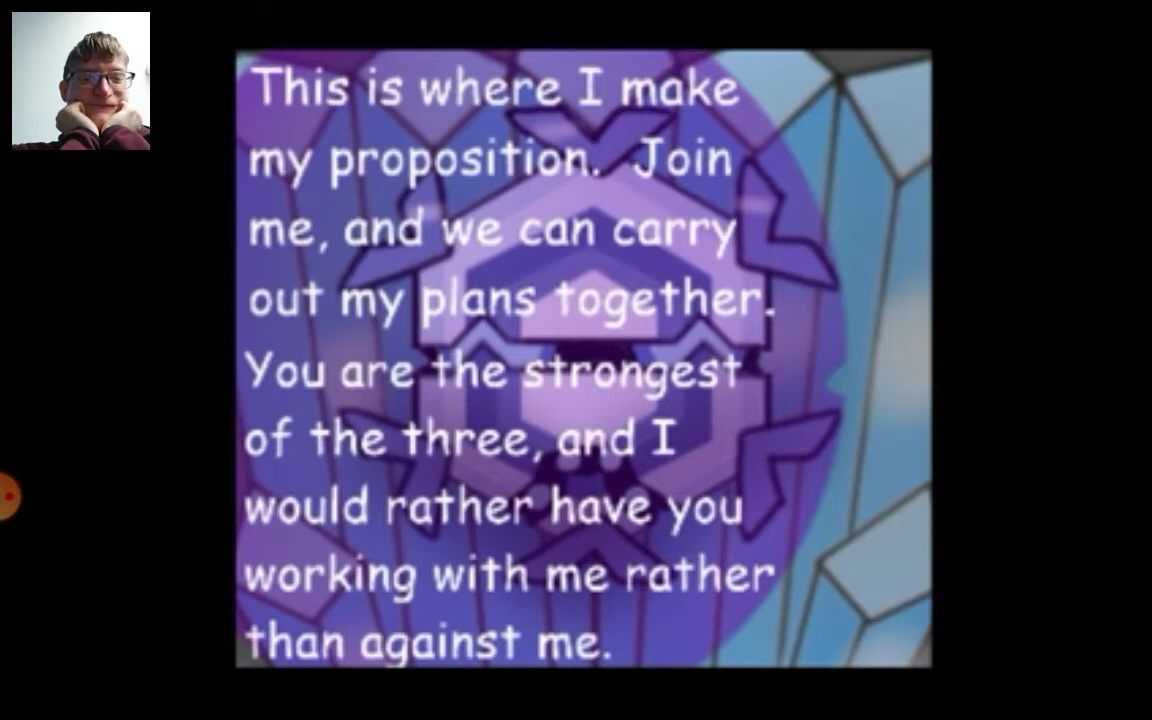 This is where I make
my proposition. Join
me, and we can carry
out my plans together.
You are the strongest
of the three, and I
would rather have you
working with me rather
than against me.